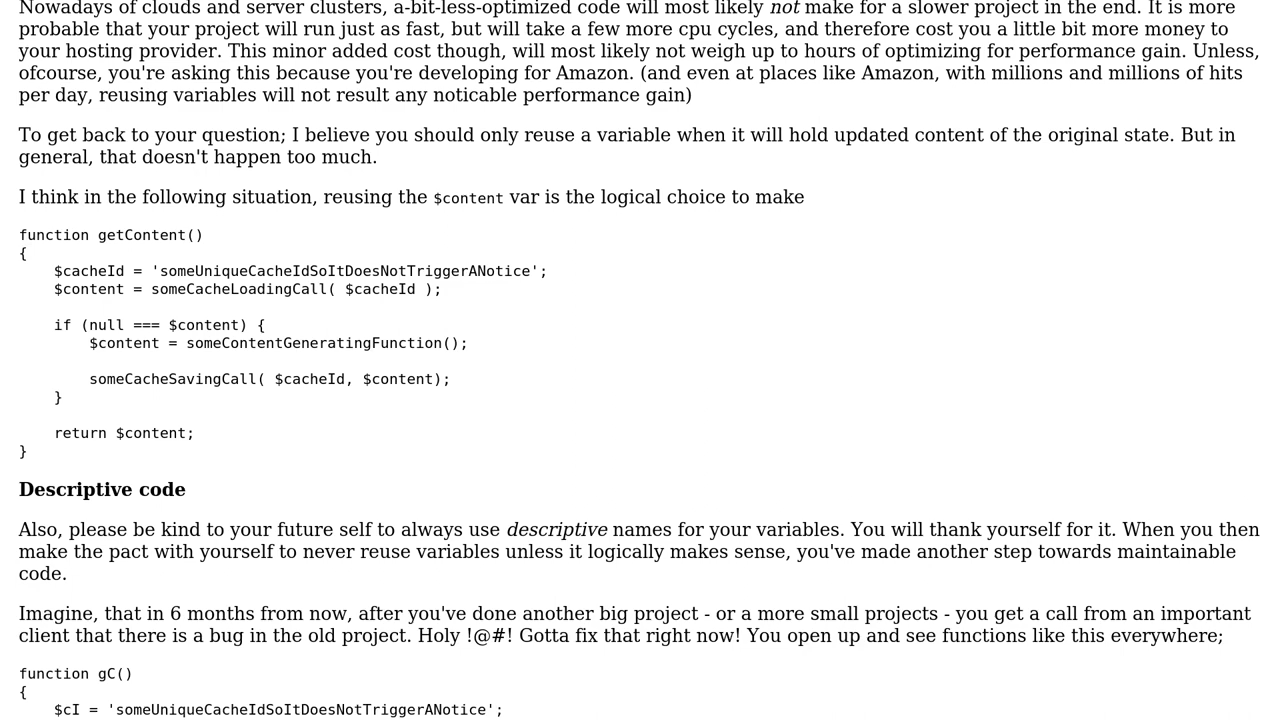 Nowadays of clouds and server clusters, a-bit-less-optimized code will most likely not make for a slower project in the end. It is more
probable that your project will run just as fast, but will take a few more cpu cycles, and therefore cost you a little bit more money to
your hosting provider. This minor added cost though, will most likely not weigh up to hours of optimizing for performance gain. Unless,
ofcourse, you're asking this because you're developing for Amazon. (and even at places like Amazon, with millions and millions of hits
per day, reusing variables will not result any noticable performance gain)
To get back to your question; I believe you should only reuse a variable when it will hold updated content of the original state. But in
general, that doesn't happen too much.
I think in the following situation, reusing the $content var is the logical choice to make
function getContent()
{
    $cacheId = 'someUniqueCacheIdSoItDoesNotTriggerANotice';
    $content = someCacheLoadingCall( $cacheId );
    if (null === $content) {
        $content = someContentGeneratingFunction();
        someCacheSavingCall( $cacheId, $content);
    }
    return $content;
}
Descriptive code
Also, please be kind to your future self to always use descriptive names for your variables. You will thank yourself for it. When you then
make the pact with yourself to never reuse variables unless it logically makes sense, you've made another step towards maintainable
code.
Imagine, that in 6 months from now, after you've done another big project - or a more small projects - you get a call from an important
client that there is a bug in the old project. Holy !@#! Gotta fix that right now! You open up and see functions like this everywhere;
function gC()
{
    $cI = 'someUniqueCacheIdSoItDoesNotTriggerANotice';